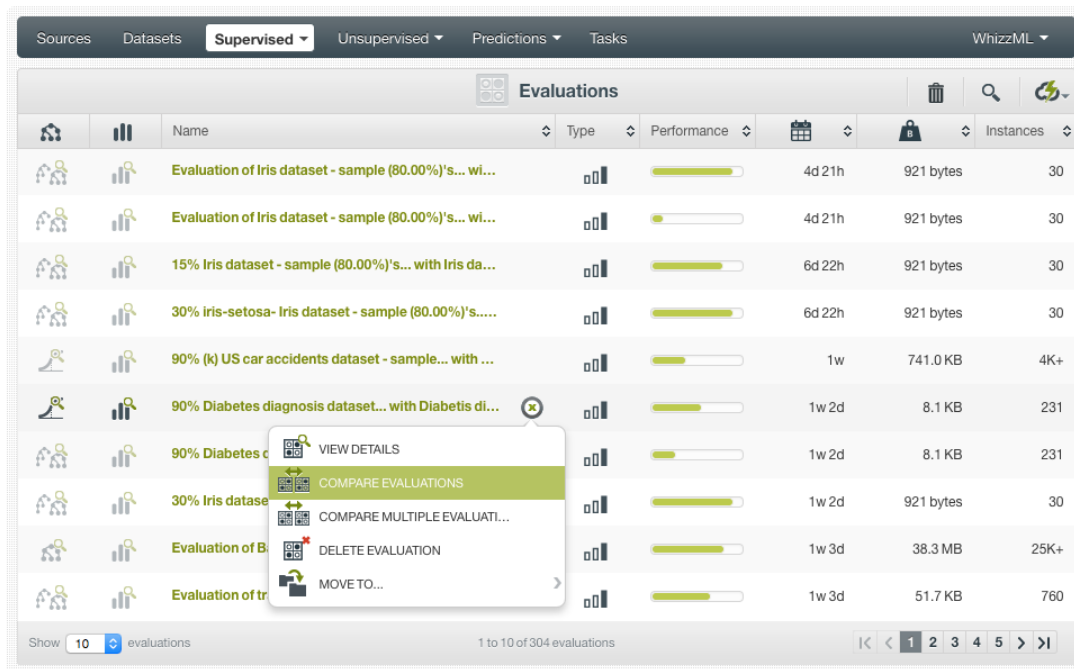 Sources Datasets Supervised Unsupervised Predictions Tasks WhizzML
Evaluations
Name Type Performance B Instances
Evaluation of Iris dataset - sample (80.00%)'s... wi... 4d 21h 921 bytes 30
Evaluation of Iris dataset - sample (80.00%)'s... wi... 4d 21h 921 bytes 30
15% Iris dataset - sample (80.00%)'s... with Iris da... 6d 22h 921 bytes 30
30% iris-setosa- Iris dataset - sample (80.00%)'s..... 6d 22h 921 bytes 30
90% (k) US car accidents dataset - sample... with ... 1w 741.0 KB 4K+
90% Diabetes diagnosis dataset... with Diabetis di... 1w 2d 8.1 KB 231
90% Diabetes 1w 2d 8.1 KB 231
30% Iris datase 1w 2d 921 bytes 30
Evaluation of B 1w 3d 38.3 MB 25K+
Evaluation of tr 1w 3d 51.7 KB 760
VIEW DETAILS
COMPARE EVALUATIONS
COMPARE MULTIPLE EVALUATI...
DELETE EVALUATION
MOVE TO...
Show 10 evaluations 1 to 10 of 304 evaluations 1 2 3 4 5